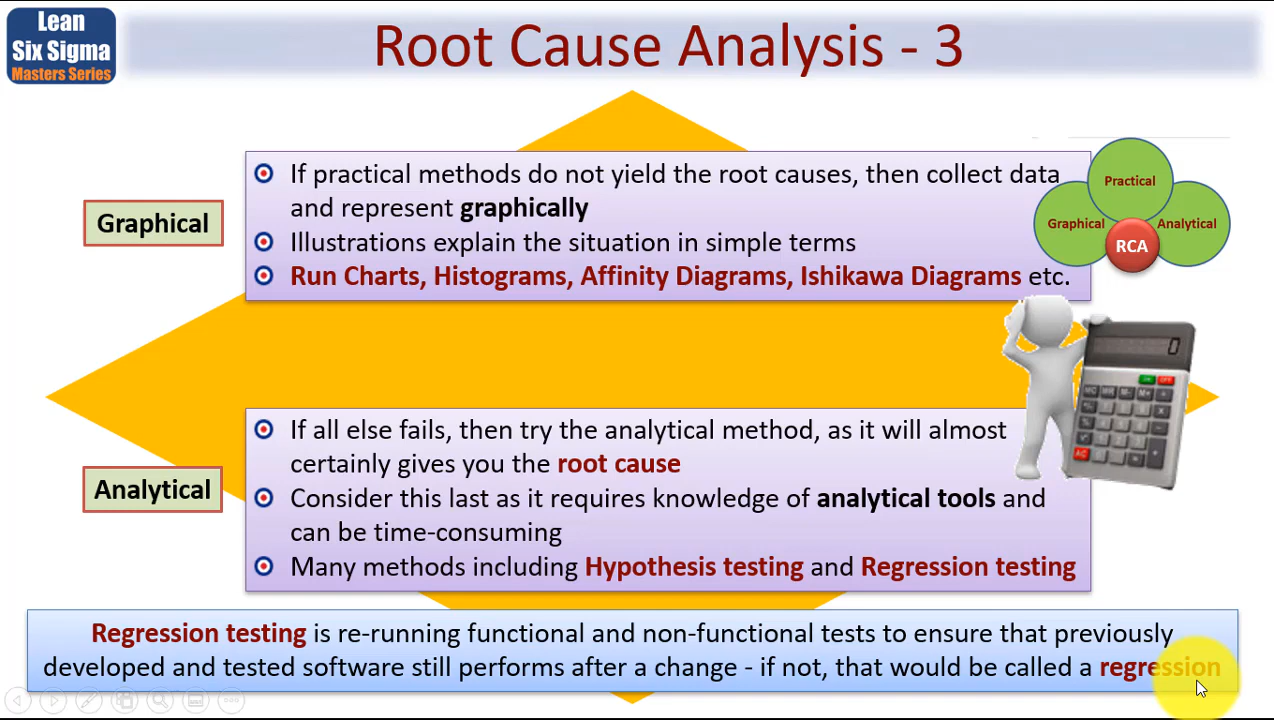 Lean
Six Sigma
Masters Series
Root Cause Analysis - 3
Graphical
If practical methods do not yield the root causes, then collect data
and represent graphically
Illustrations explain the situation in simple terms
Run Charts, Histograms, Affinity Diagrams, Ishikawa Diagrams etc.
Practical
Graphical
Analytical
RCA
Analytical
If all else fails, then try the analytical method, as it will almost
certainly gives you the root cause
Consider this last as it requires knowledge of analytical tools and
can be time-consuming
Many methods including Hypothesis testing and Regression testing
0
Regression testing is re-running functional and non-functional tests to ensure that previously
developed and tested software still performs after a change - if not, that would be called a regression